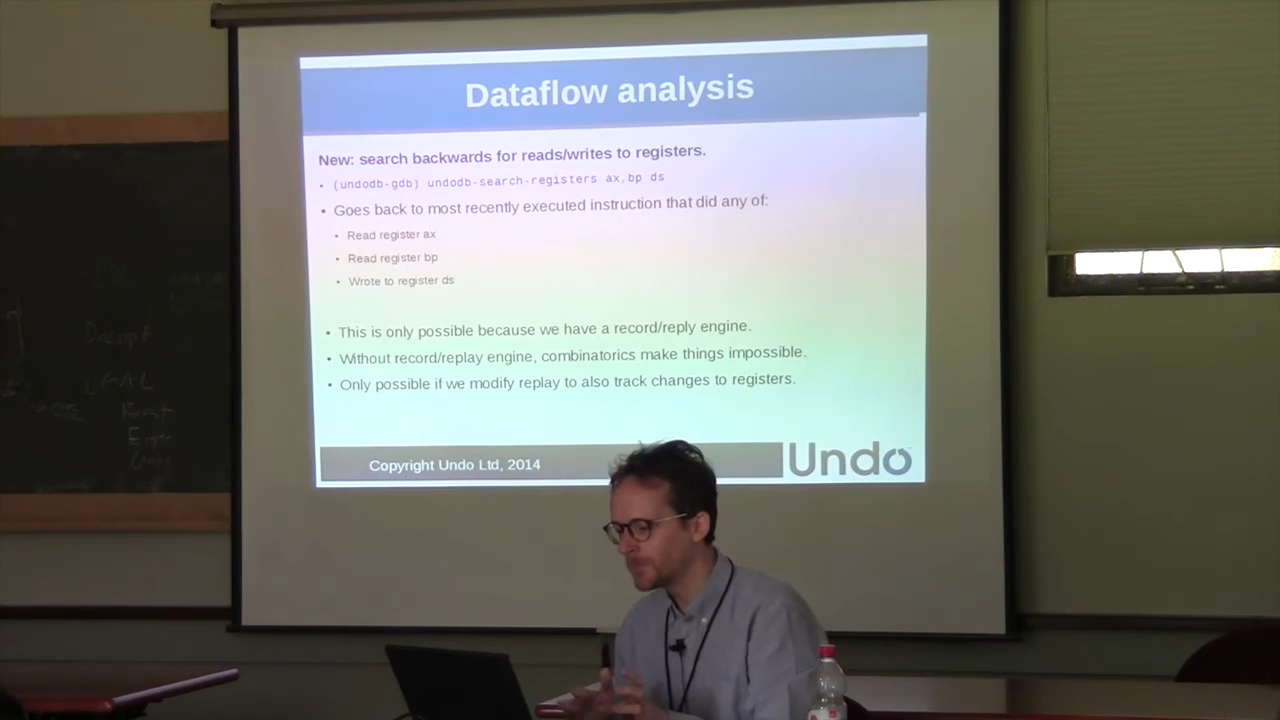 Dataflow analysis
New: search backwards for reads/writes to registers.
• (undodb-gdb) undodb-search-registers ax,bp ds
• Goes back to most recently executed instruction that did any of:
• Read register ax
• Read register bp
• Wrote to register ds
• This is only possible because we have a record/reply engine.
• Without record/replay engine, combinatorics make things impossible.
• Only possible if we modify replay to also track changes to registers.
Copyright Undo Ltd, 2014
Undo